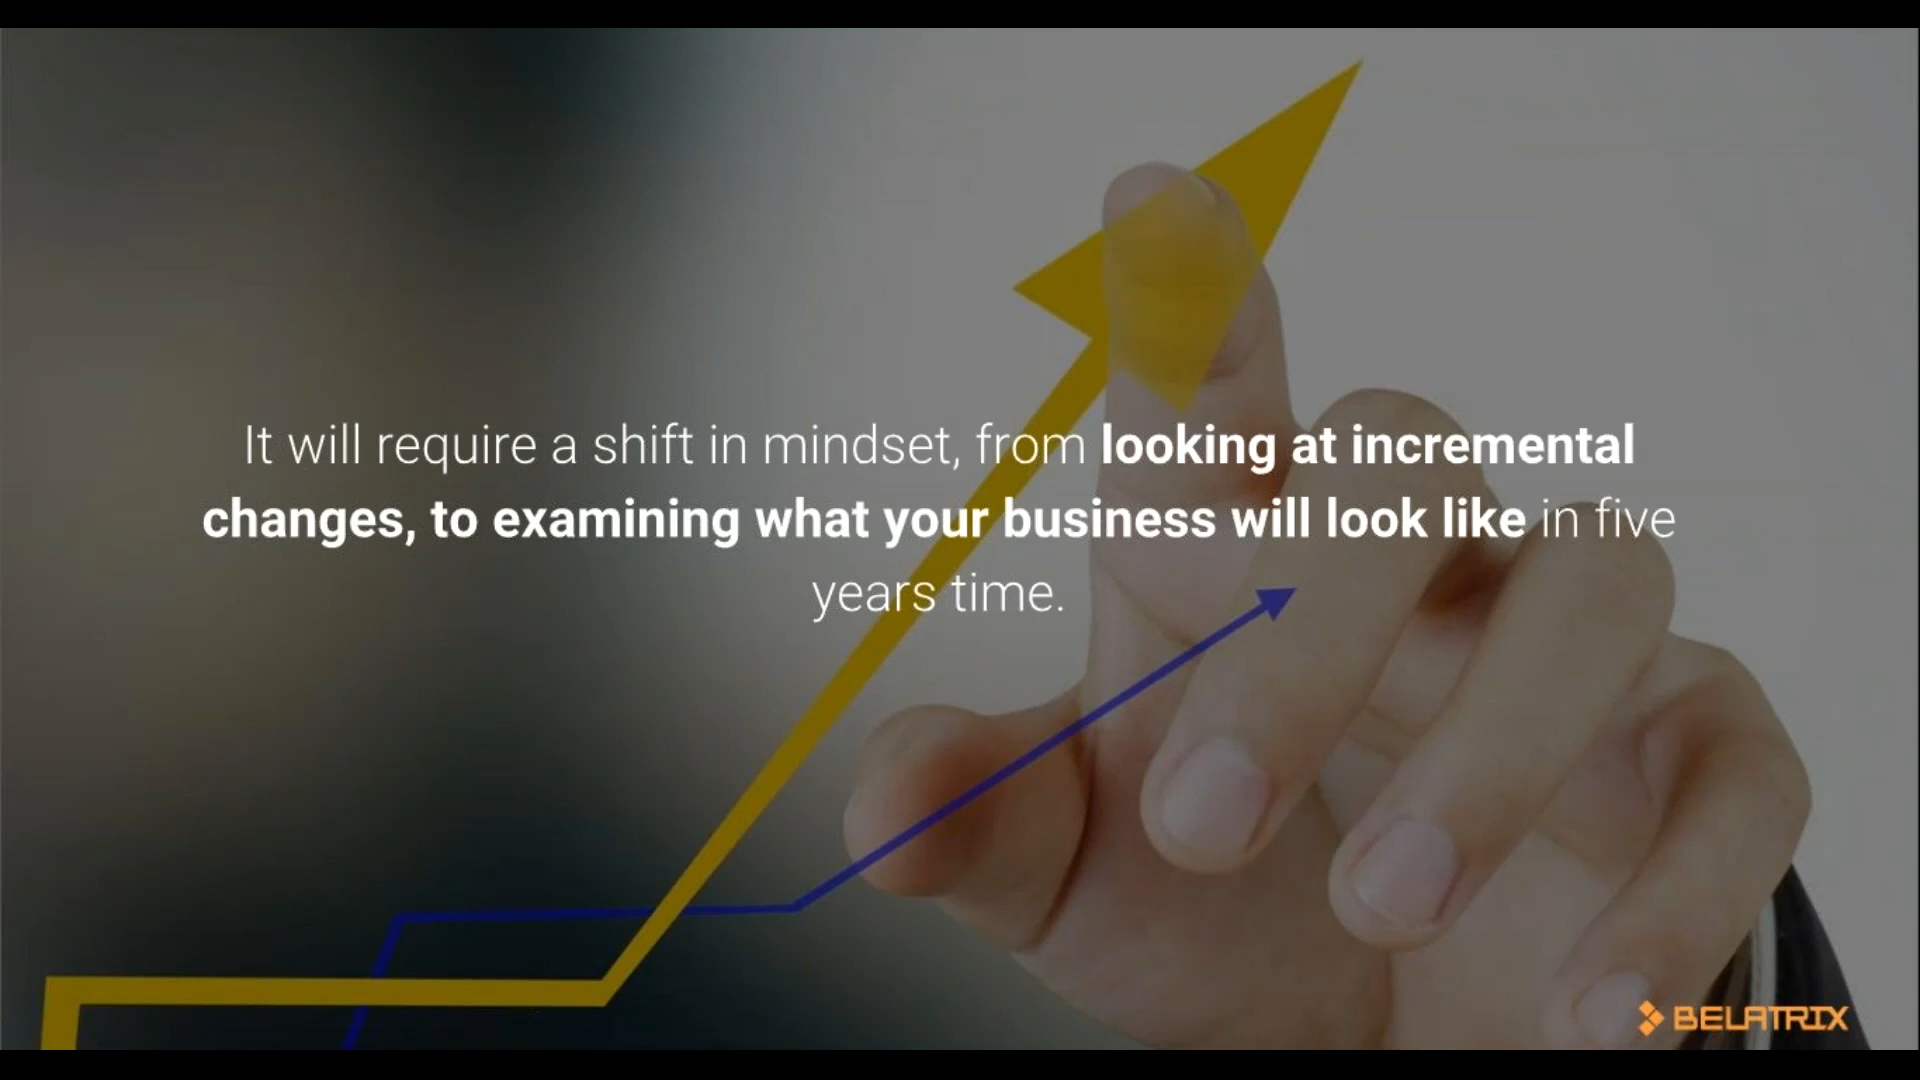 It will require a shift in mindset, from looking at incremental
changes, to examining what your business will look like in five
years time.
BELATRIX